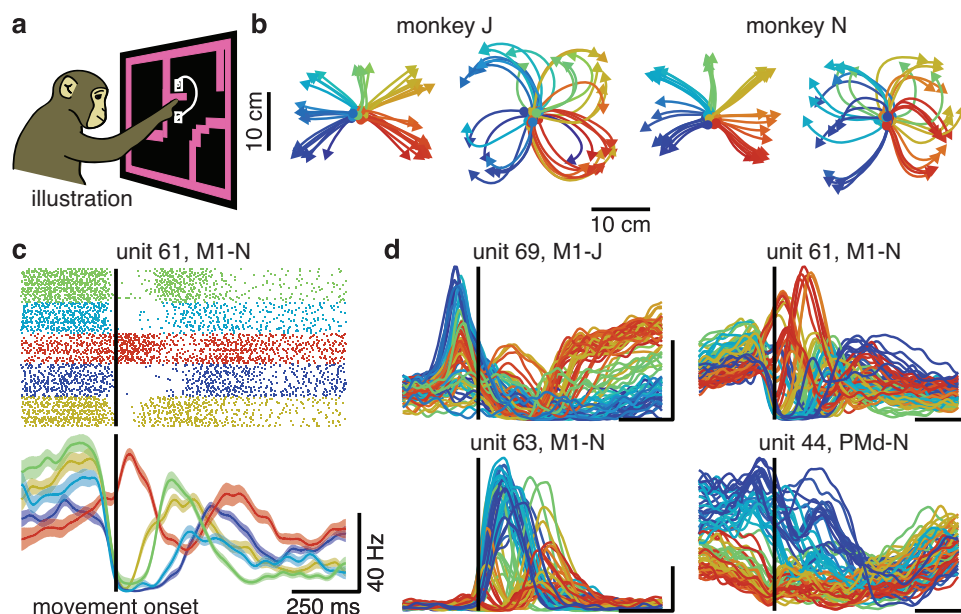 a
illustration
b
monkey J
monkey N
10 cm
10 cm
c
unit 61, M1-N
40 Hz
movement onset
250 ms
d
unit 69, M1-J
unit 61, M1-N
unit 63, M1-N
unit 44, PMd-N